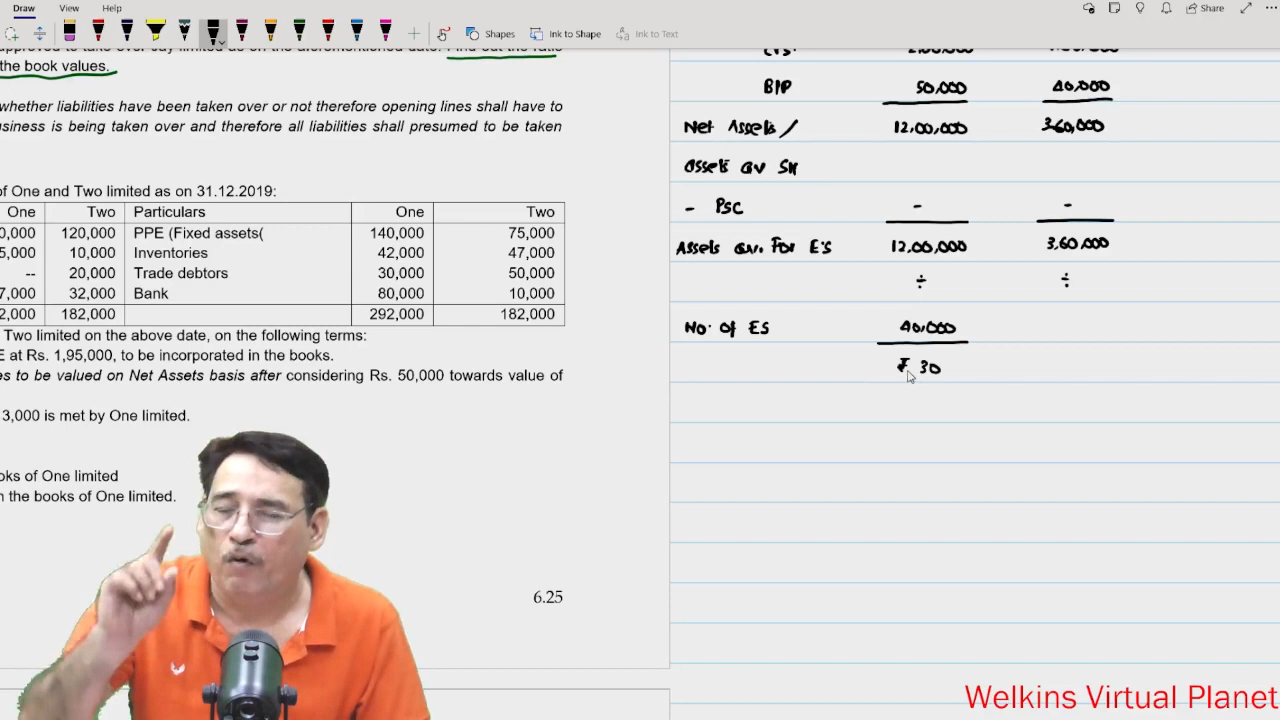 Draw View Help
Share
Shapes Ink to Shape Ink to Text
the book values.
whether liabilities have been taken over or not therefore opening lines shall have to
usiness is being taken over and therefore all liabilities shall presumed to be taken
of One and Two limited as on 31.12.2019:
One Two Particulars One Two
0,000 120,000 PPE (Fixed assets( 140,000 75,000
5,000 10,000 Inventories 42,000 47,000
-- 20,000 Trade debtors 30,000 50,000
7,000 32,000 Bank 80,000 10,000
2,000 182,000 292,000 182,000
Two limited on the above date, on the following terms:
E at Rs. 1,95,000, to be incorporated in the books.
es to be valued on Net Assets basis after considering Rs. 50,000 towards value of
3,000 is met by One limited.
oks of One limited
n the books of One limited.
6.25
BIP 50,000 40,000
Net Assets/ 12,00,000 3,60,000
Assets av SH
- PSC - -
Assets av. For E's 12,00,000 3,60,000
÷ ÷
No. of ES 40,000
₹ 30
Welkins Virtual Planet